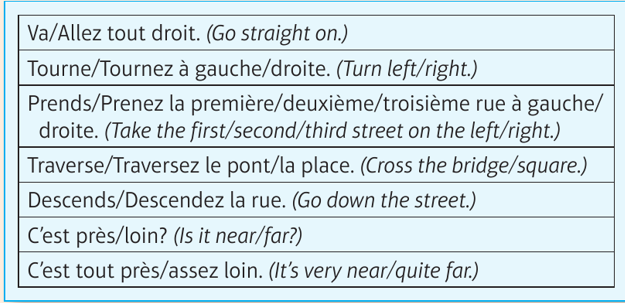 Va/Allez tout droit. (Go straight on.)
Tourne/Tournez à gauche/droite. (Turn left/right.)
Prends/Prenez la première/deuxième/troisième rue à gauche/
droite. (Take the first/second/third street on the left/right.)
Traverse/Traversez le pont/la place. (Cross the bridge/square.)
Descends/Descendez la rue. (Go down the street.)
C’est près/loin? (Is it near/far?)
C’est tout près/assez loin. (It’s very near/quite far.)